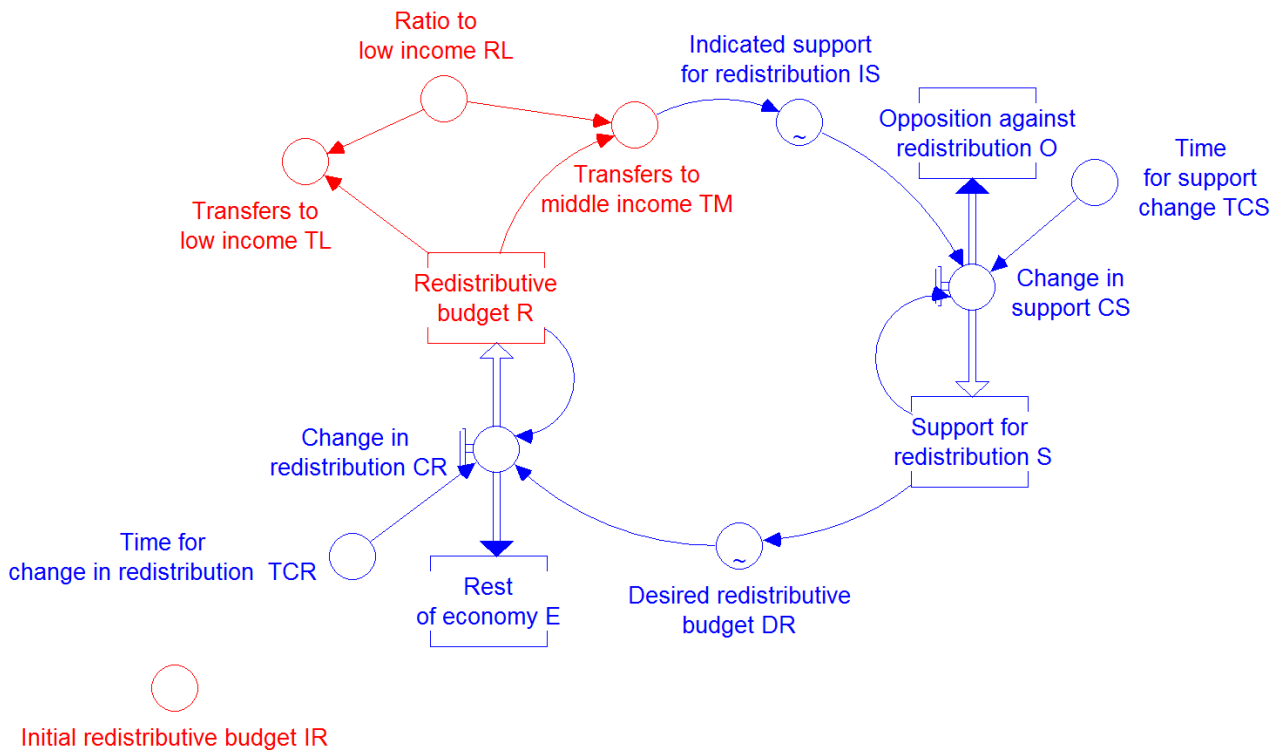 Ratio to
low income RL
Indicated support
for redistribution IS
Opposition against
redistribution O
Time
for support
change TCS
~
Transfers to
middle income TM
Transfers to
low income TL
Redistributive
budget R
Change in
support CS
Change in
redistribution CR
Support for
redistribution S
Time for
change in redistribution TCR
~
Rest
of economy E
Desired redistributive
budget DR
Initial redistributive budget IR